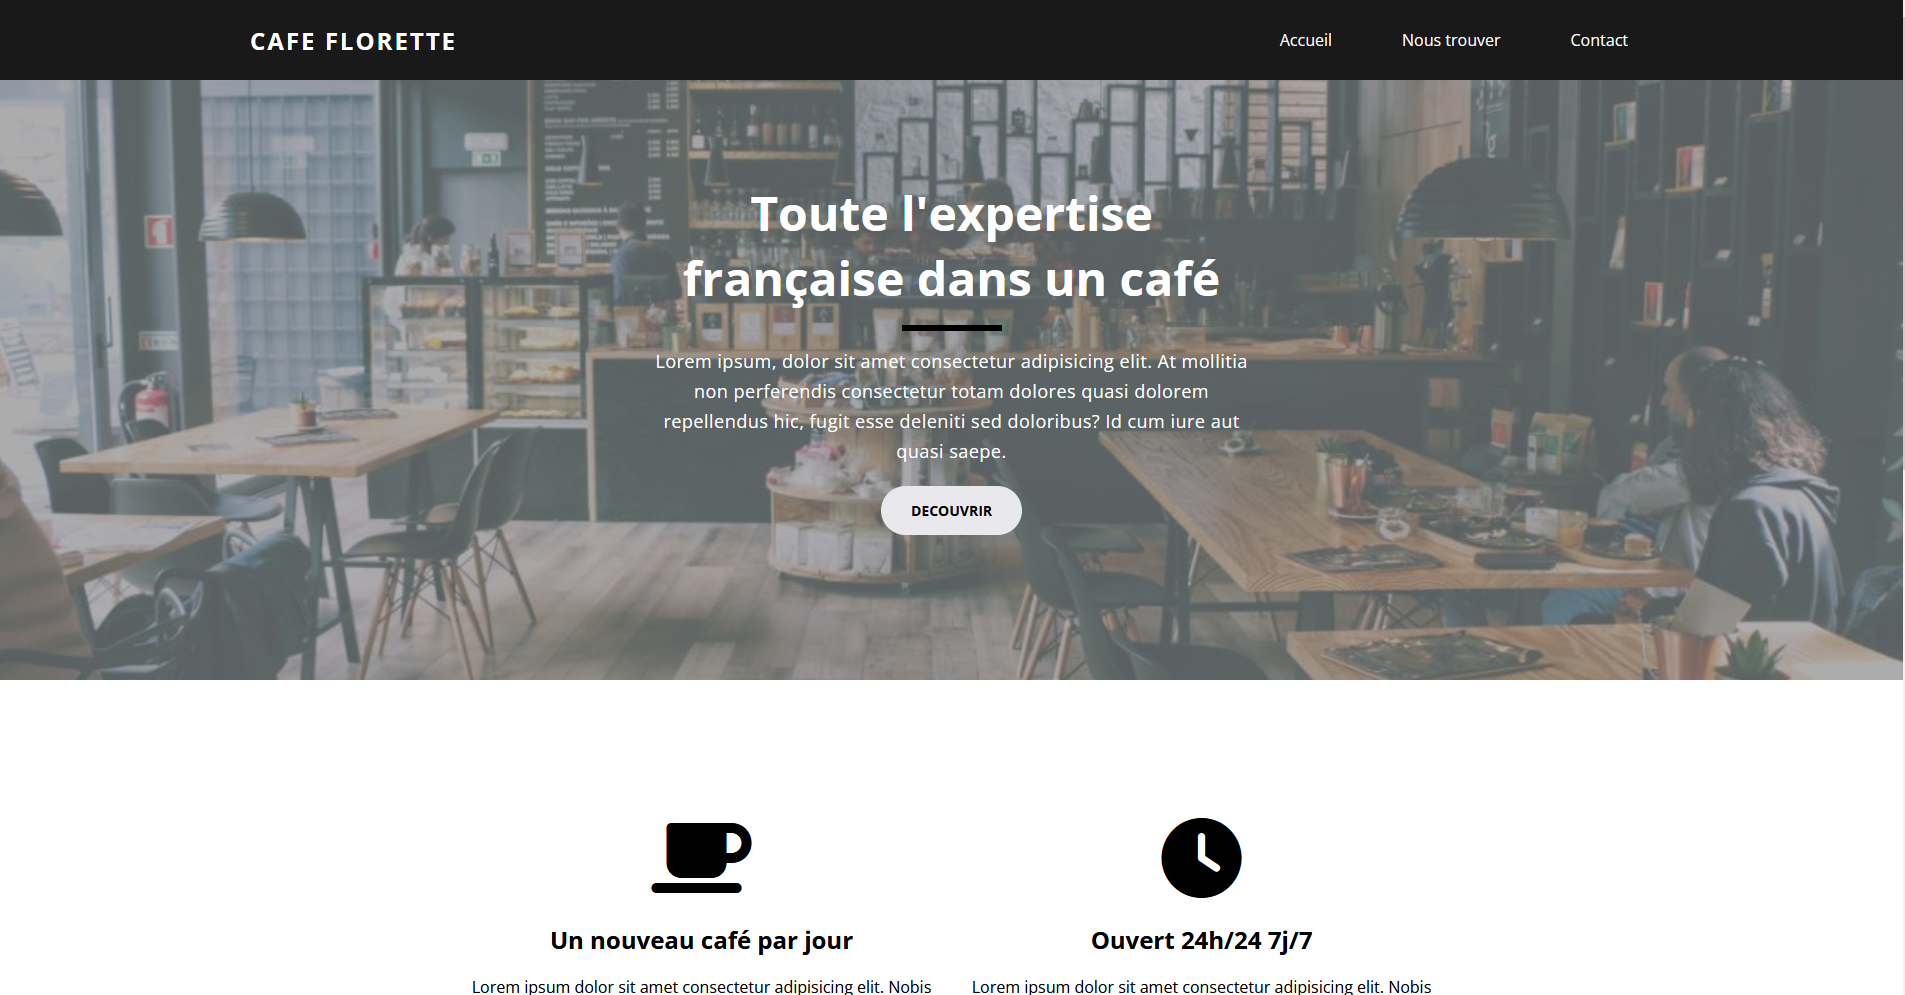 CAFE FLORETTE
Accueil
Nous trouver
Contact
Toute l'expertise
française dans un café
Lorem ipsum, dolor sit amet consectetur adipisicing elit. At mollitia
non perferendis consectetur totam dolores quasi dolorem
repellendus hic, fugit esse deleniti sed doloribus? Id cum iure aut
quasi saepe.
DECOUVRIR
Un nouveau café par jour
Ouvert 24h/24 7j/7
Lorem ipsum dolor sit amet consectetur adipisicing elit. Nobis
Lorem ipsum dolor sit amet consectetur adipisicing elit. Nobis